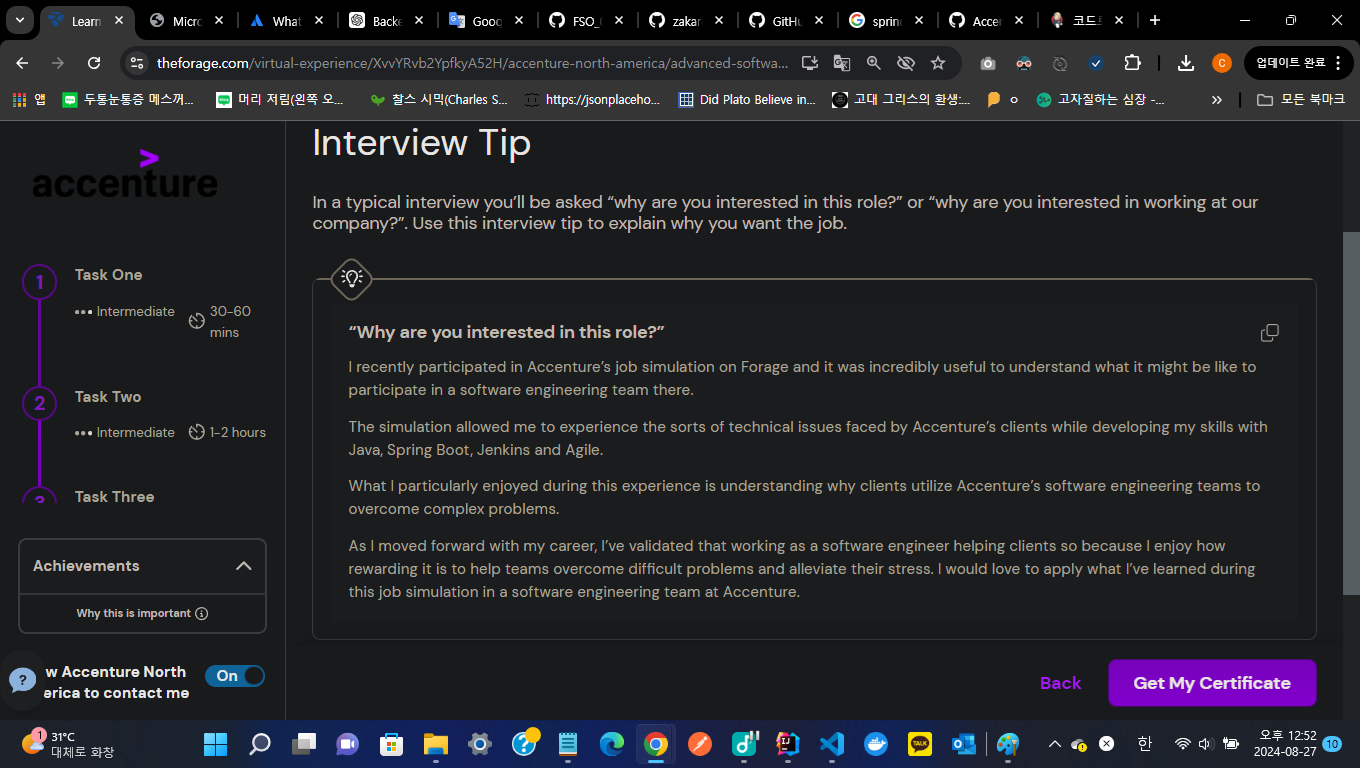 Learn
Micro
What
Backe
Goog
FSO_
zakar
GitHu
sprin
Accer
theforage.com/virtual-experience/XvvYRvb2YpfkyA52H/accenture-north-america/advanced-softwa...
C
업데이트 완료
앱
두통눈통증 메스꺼...
머리 저림(왼쪽 오...
찰스 시믹(Charles S...
https://jsonplaceho...
Did Plato Believe in...
고대 그리스의 환생:...
ㅇ
고자질하는 심장 -...
»
모든 북마크
accenture
1
Task One
Intermediate
30-60
mins
2
Task Two
Intermediate
1-2 hours
3
Task Three
Achievements
Why this is important
w Accenture North
erica to contact me
On
?
Interview Tip
In a typical interview you’ll be asked “why are you interested in this role?” or “why are you interested in working at our
company?”. Use this interview tip to explain why you want the job.
“Why are you interested in this role?”
I recently participated in Accenture’s job simulation on Forage and it was incredibly useful to understand what it might be like to
participate in a software engineering team there.
The simulation allowed me to experience the sorts of technical issues faced by Accenture’s clients while developing my skills with
Java, Spring Boot, Jenkins and Agile.
What I particularly enjoyed during this experience is understanding why clients utilize Accenture’s software engineering teams to
overcome complex problems.
As I moved forward with my career, I’ve validated that working as a software engineer helping clients so because I enjoy how
rewarding it is to help teams overcome difficult problems and alleviate their stress. I would love to apply what I’ve learned during
this job simulation in a software engineering team at Accenture.
Back
Get My Certificate
1
31°C
대체로 화창
TALK
한
오후 12:52
2024-08-27
10